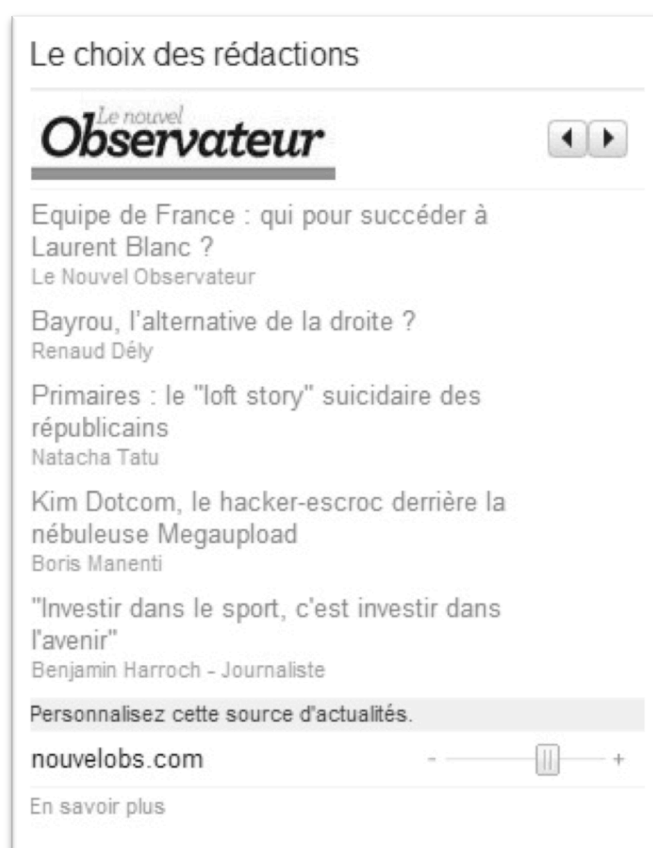 Le choix des rédactions
Le nouvel
Observateur
Equipe de France : qui pour succéder à
Laurent Blanc ?
Le Nouvel Observateur
Bayrou, l'alternative de la droite ?
Renaud Dély
Primaires : le "loft story" suicidaire des
républicains
Natacha Tatu
Kim Dotcom, le hacker-escroc derrière la
nébuleuse Megaupload
Boris Manenti
"Investir dans le sport, c'est investir dans
l'avenir"
Benjamin Harroch - Journaliste
Personnalisez cette source d'actualités.
nouvelobs.com - +
En savoir plus